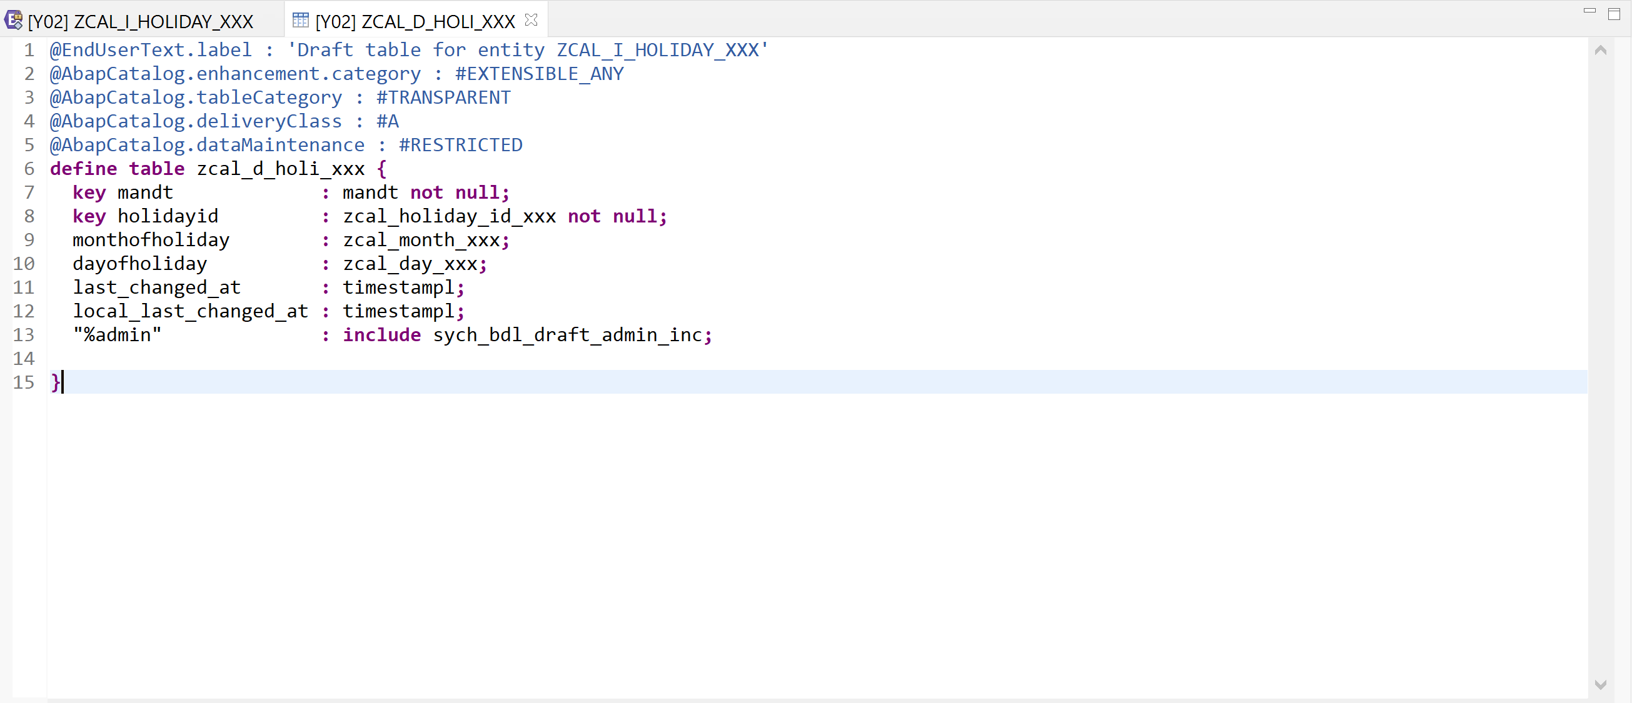 [Y02] ZCAL_I_HOLIDAY_XXX [Y02] ZCAL_D_HOLI_XXX
1 @EndUserText.label : 'Draft table for entity ZCAL_I_HOLIDAY_XXX'
2 @AbapCatalog.enhancement.category : #EXTENSIBLE_ANY
3 @AbapCatalog.tableCategory : #TRANSPARENT
4 @AbapCatalog.deliveryClass : #A
5 @AbapCatalog.dataMaintenance : #RESTRICTED
6 define table zcal_d_holi_xxx {
7   key mandt             : mandt not null;
8   key holidayid         : zcal_holiday_id_xxx not null;
9   monthofholiday        : zcal_month_xxx;
10   dayofholiday          : zcal_day_xxx;
11   last_changed_at       : timestampl;
12   local_last_changed_at : timestampl;
13   "%admin"              : include sych_bdl_draft_admin_inc;
14
15 }